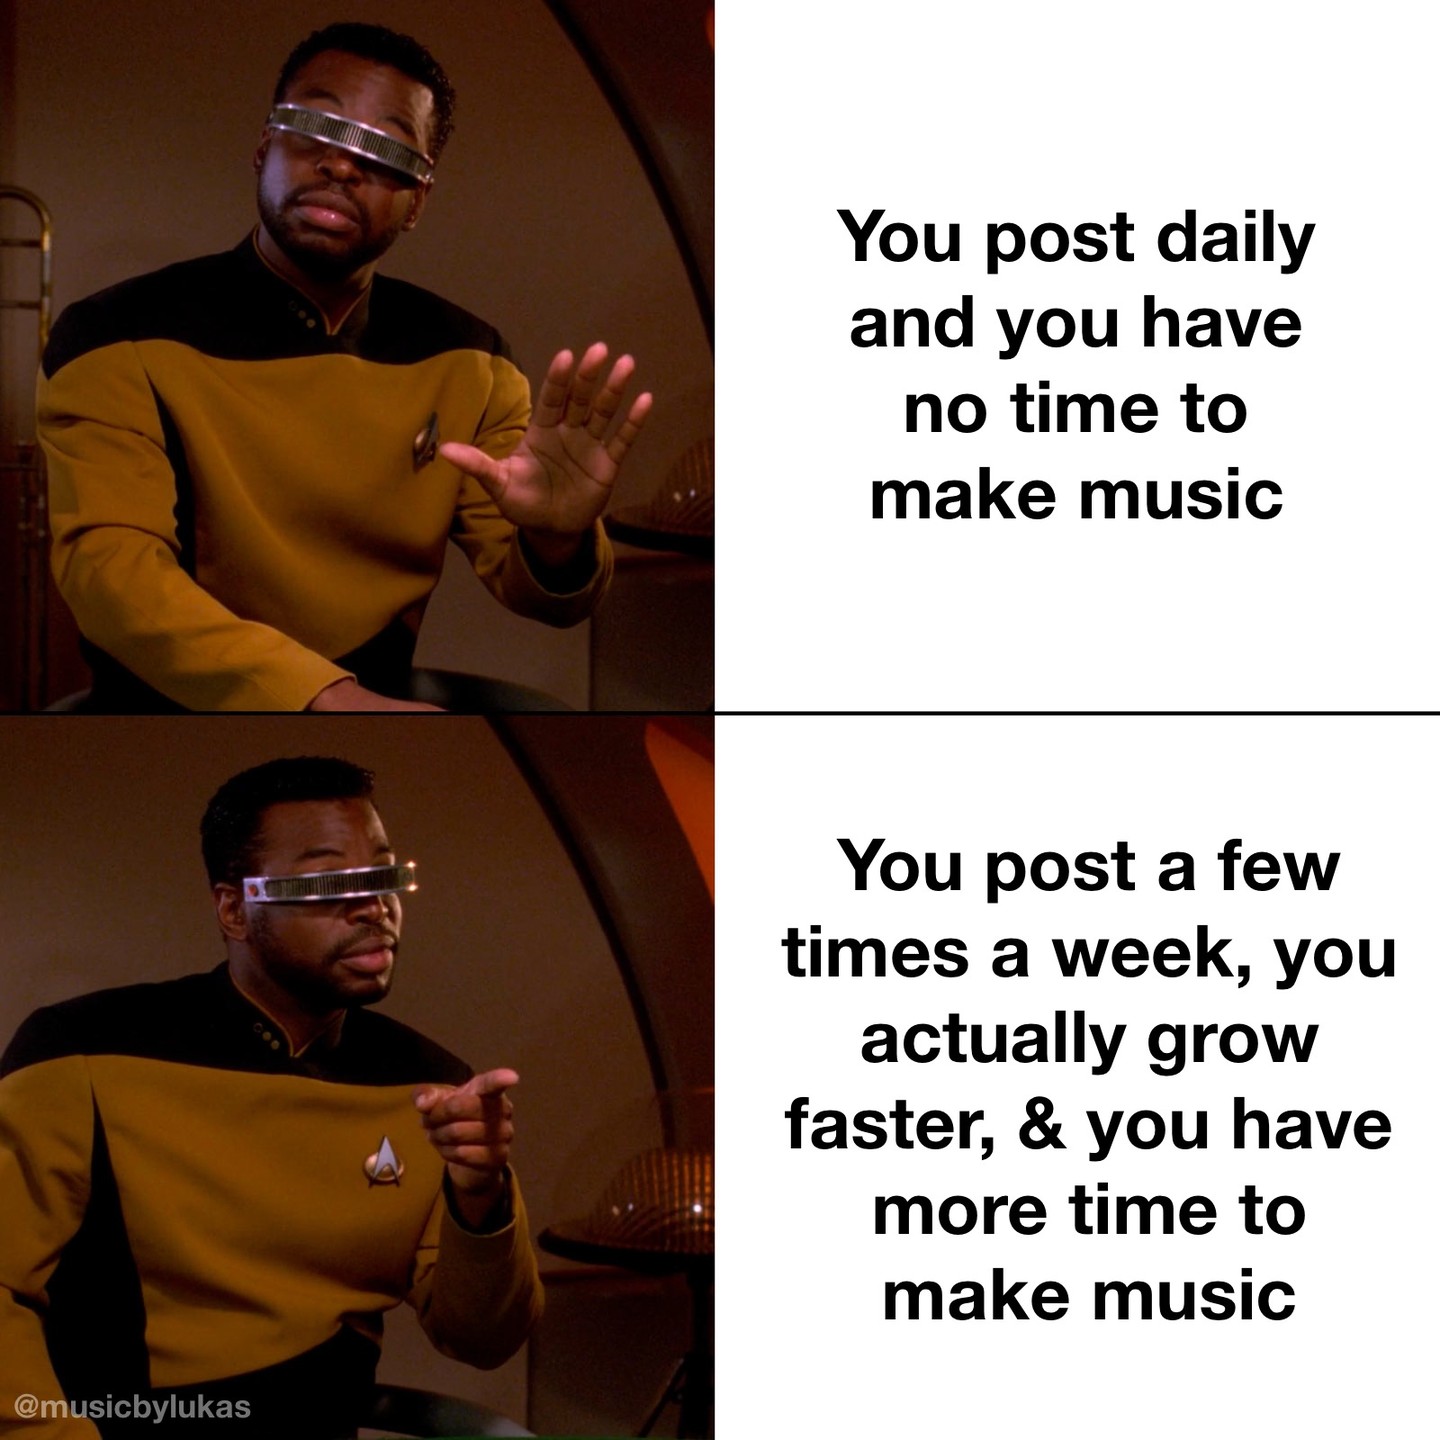 You post daily
and you have
no time to
make music
You post a few
times a week, you
actually grow
faster, & you have
more time to
make music
@musicbylukas